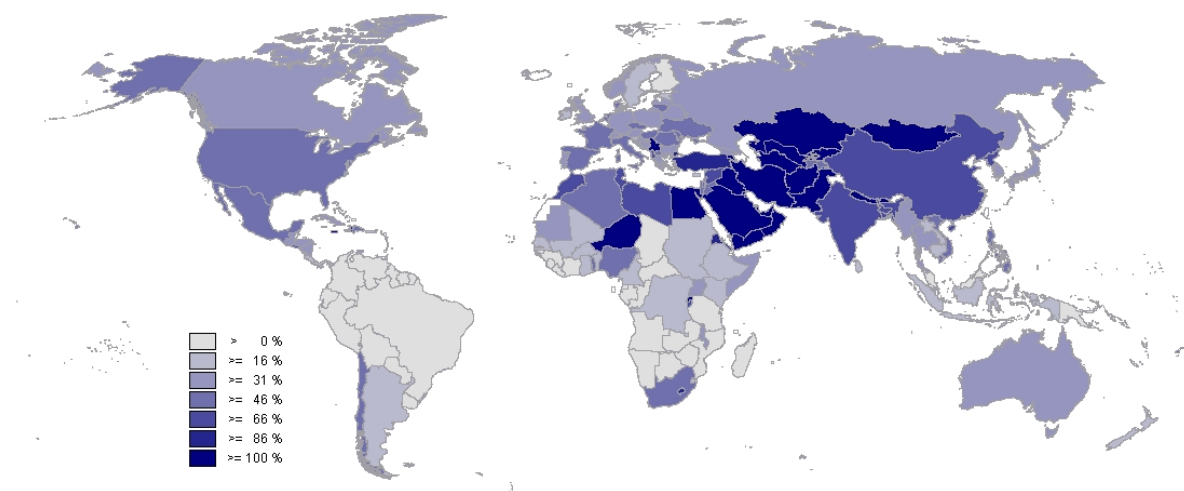 > 0 %
>= 16 %
>= 31 %
>= 46 %
>= 66 %
>= 86 %
>= 100 %